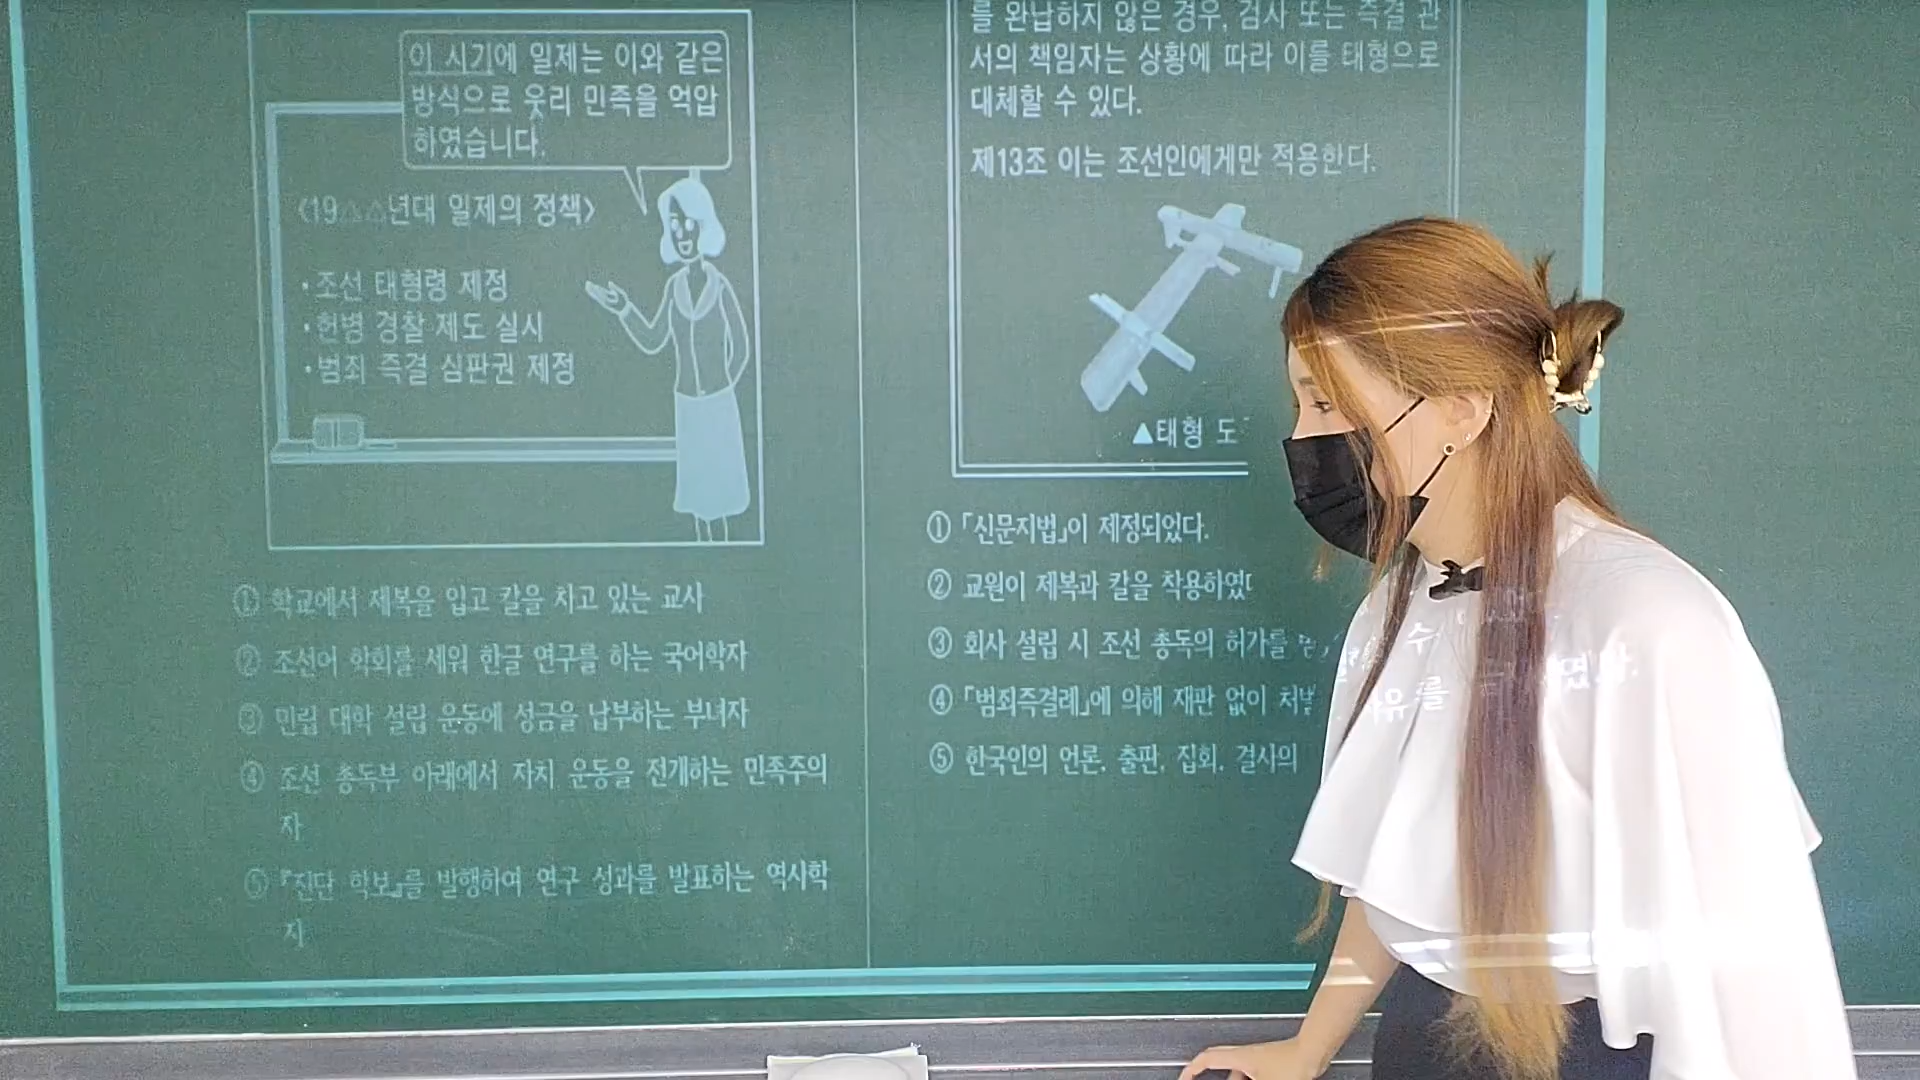 이 시기에 일제는 이와 같은
방식으로 웃리 민족을 억압
하였습니다.
<19△△년대 일제의 정책>
·조선 태형령 제정
·헌병 경찰 제도 실시
·범죄 즉결 심판권 제정
① 학교에서 제복을 입고 칼을 차고 있는 교사
② 조선어 학회를 세워 한글 연구를 하는 국어학자
③ 민립 대학 설립 운동에 성금을 납부하는 부녀자
④ 조선 총독부 아래에서 자치 운동을 전개하는 민족주의
자
⑤ 『진단 학보』를 발행하여 연구 성과를 발표하는 역사학
자
를 완납하지 않은 경우, 검사 또는 즉결 관
서의 책임자는 상황에 따라 이를 태형으로
대체할 수 있다.
제13조 이는 조선인에게만 적용한다.
▲태형 도
① 「신문지법」이 제정되었다.
② 교원이 제복과 칼을 착용하였
③ 회사 설립 시 조선 총독의 허가를
④ 「범죄즉결례」에 의해 재판 없이 처벌
⑤ 한국인의 언론, 출판, 집회, 결사의